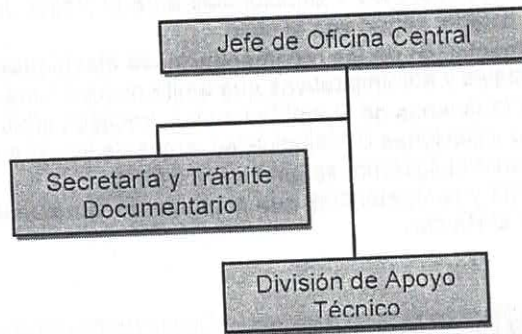 Jefe de Oficina Central
Secretaría y Trámite
Documentario
División de Apoyo
Técnico